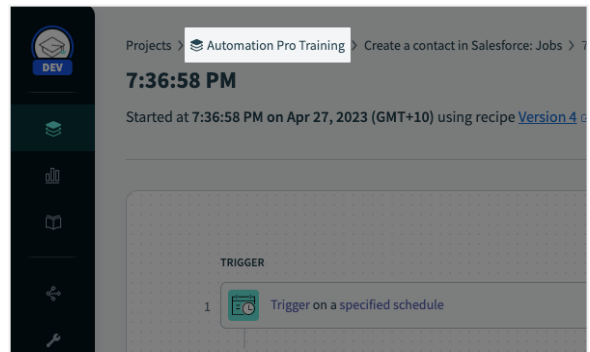 DEV
Projects > Automation Pro Training > Create a contact in Salesforce: Jobs > 7
7:36:58 PM
Started at 7:36:58 PM on Apr 27, 2023 (GMT+10) using recipe Version 4
TRIGGER
1 Trigger on a specified schedule